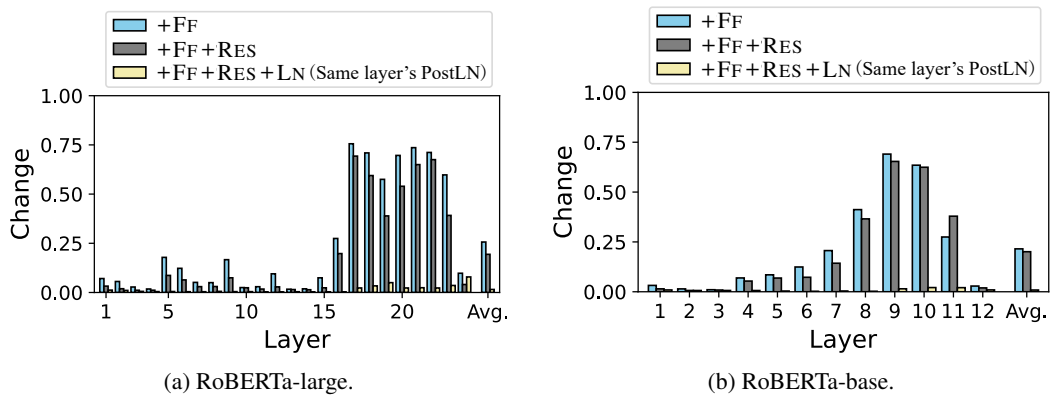 +FF
+FF+RES
+FF+RES+LN (Same layer's PostLN)
1.00
0.75
0.50
0.25
0.00
Change
1 5 10 15 20 Avg.
Layer
(a) RoBERTa-large.
+FF
+FF+RES
+FF+RES+LN (Same layer's PostLN)
1.00
0.75
0.50
0.25
0.00
Change
1 2 3 4 5 6 7 8 9 10 11 12 Avg.
Layer
(b) RoBERTa-base.